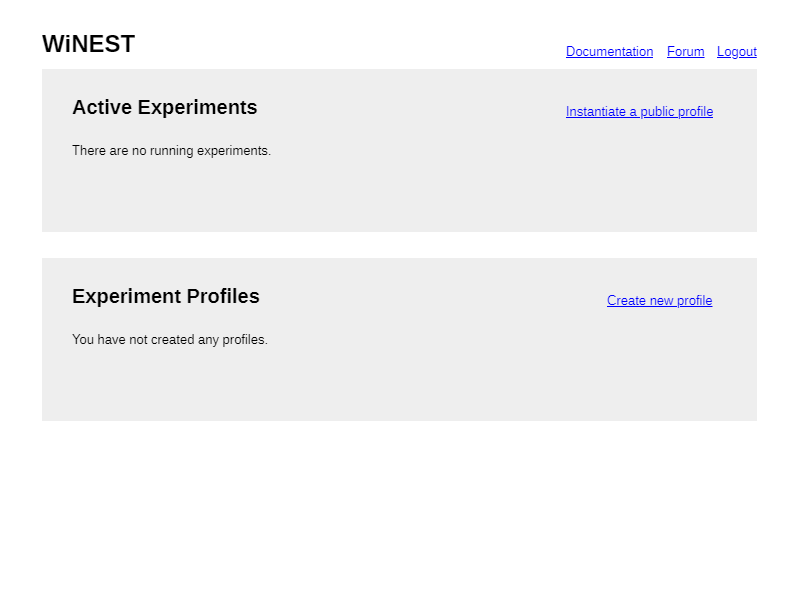 WiNEST
Documentation Forum Logout
Active Experiments
Instantiate a public profile
There are no running experiments.
Experiment Profiles
Create new profile
You have not created any profiles.